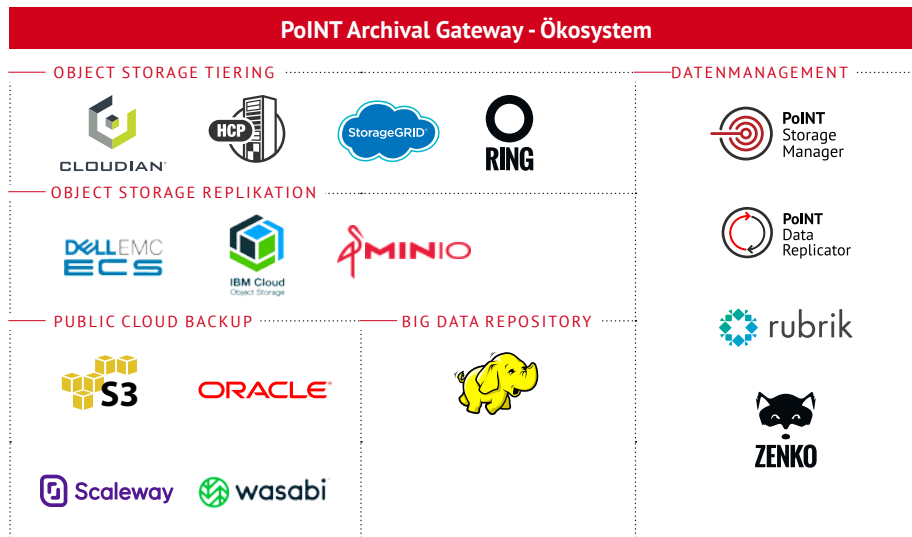 PoINT Archival Gateway - Ökosystem
OBJECT STORAGE TIERING
CLOUDIAN®
HCP
StorageGRID®
RING
OBJECT STORAGE REPLIKATION
DELLEMC
ECS
IBM Cloud
Object Storage
MINIO
PUBLIC CLOUD BACKUP
S3
ORACLE®
Scaleway
wasabi
BIG DATA REPOSITORY
DATENMANAGEMENT
PoINT
Storage
Manager
PoINT
Data
Replicator
rubrik
ZENKO